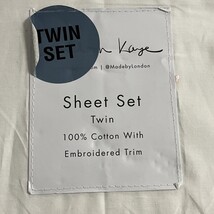 TWIN
SET
Kaye
| @MadebyLondon
Sheet Set
Twin
100% Cotton With
Embroidered Trim